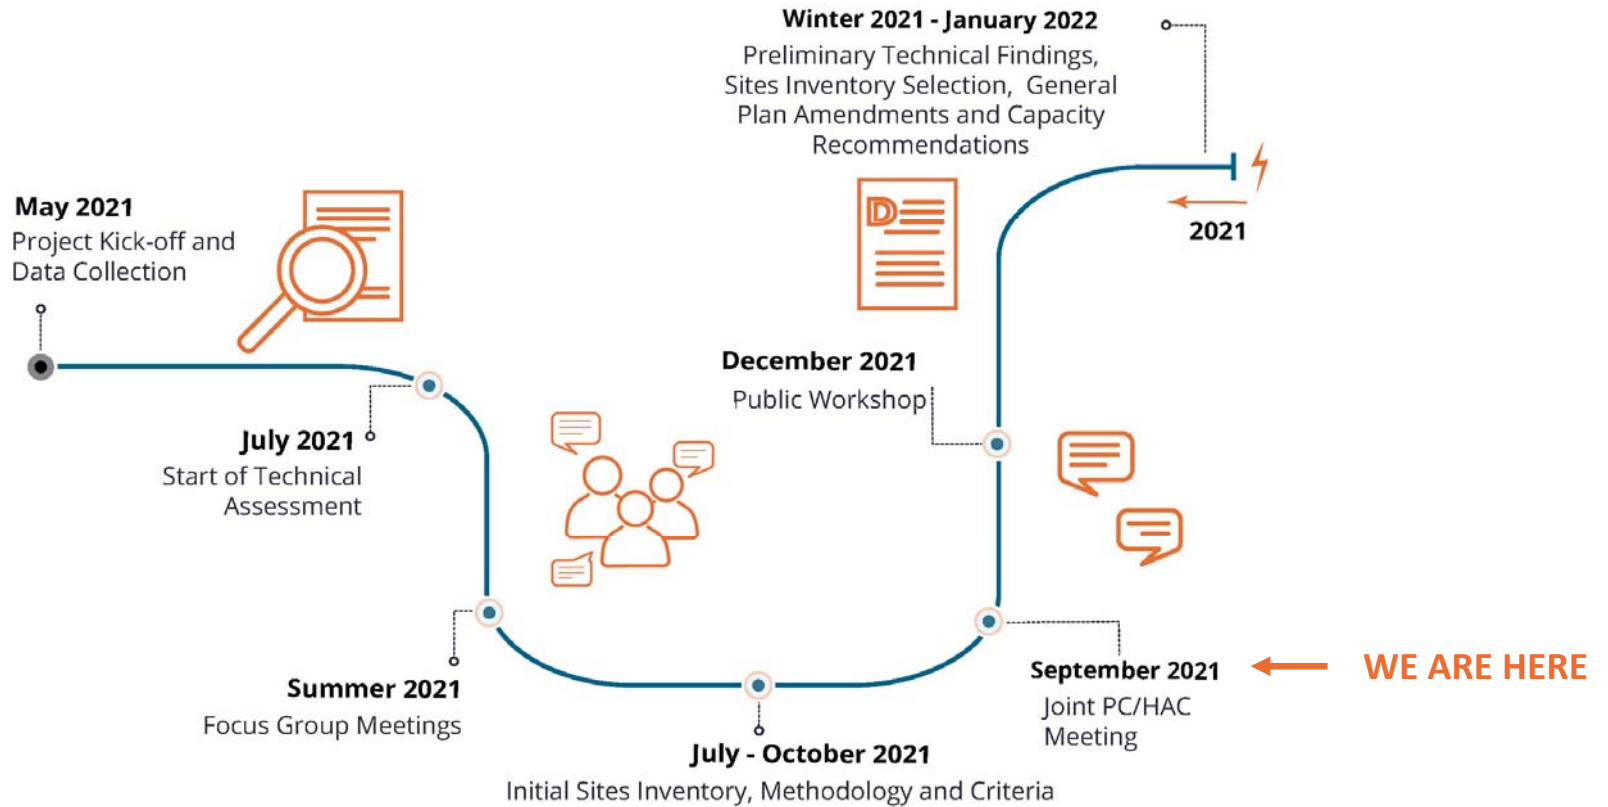 May 2021
Project Kick-off and
Data Collection
July 2021
Start of Technical
Assessment
Summer 2021
Focus Group Meetings
July - October 2021
Initial Sites Inventory, Methodology and Criteria
September 2021
Joint PC/HAC
Meeting
WE ARE HERE
December 2021
Public Workshop
Winter 2021 - January 2022
Preliminary Technical Findings,
Sites Inventory Selection, General
Plan Amendments and Capacity
Recommendations
D
2021